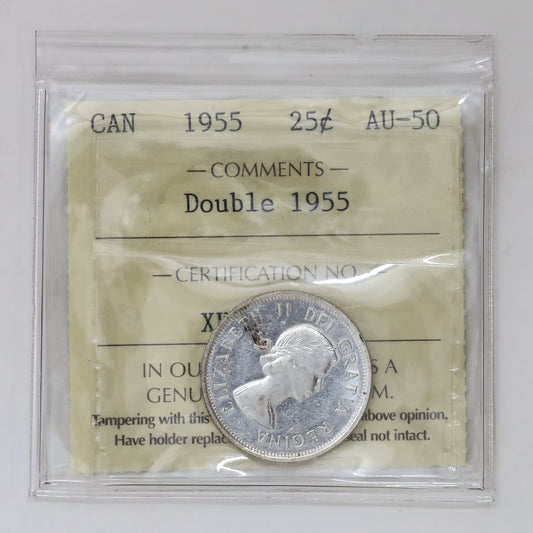 CAN 1955 25¢ AU-50
— COMMENTS —
Double 1955
— CERTIFICATION NO
IN OU S A
GENU M.
Tampering with this above opinion.
Have holder replac eal not intact.
ELIZABETH II DEI GRATIA REGINA